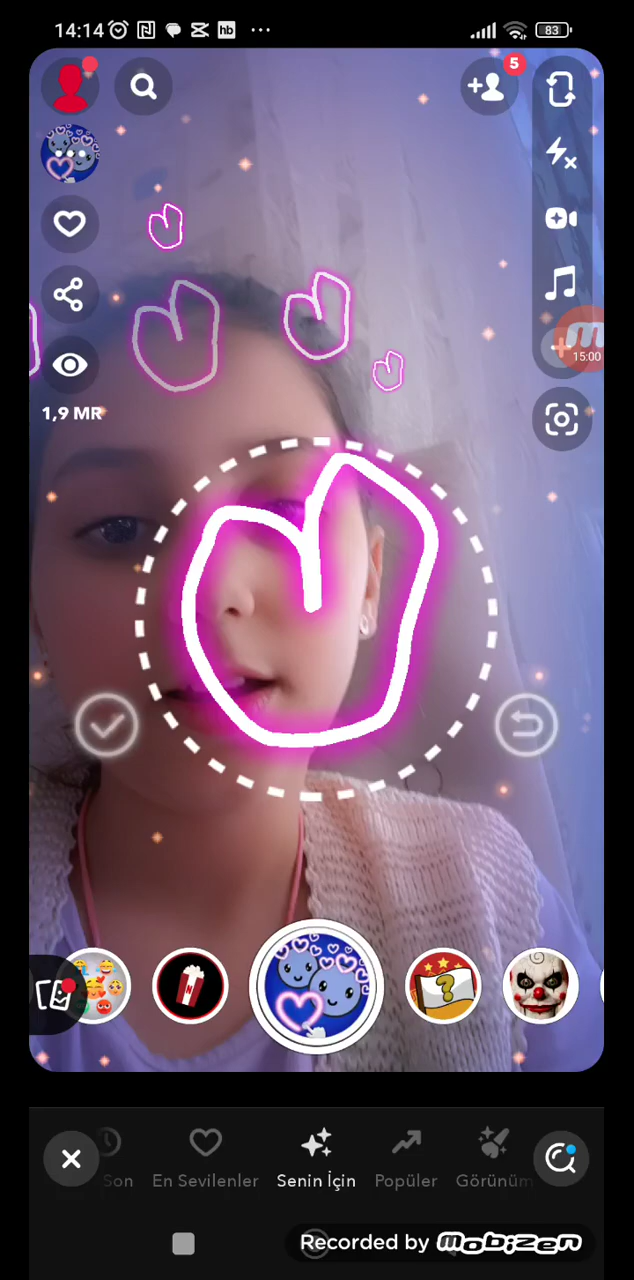 14:14
hb
83
5
15:00
1,9 MR
N
?
Son
En Sevilenler
Senin İçin
Popüler
Görünüm
Recorded by mobizen